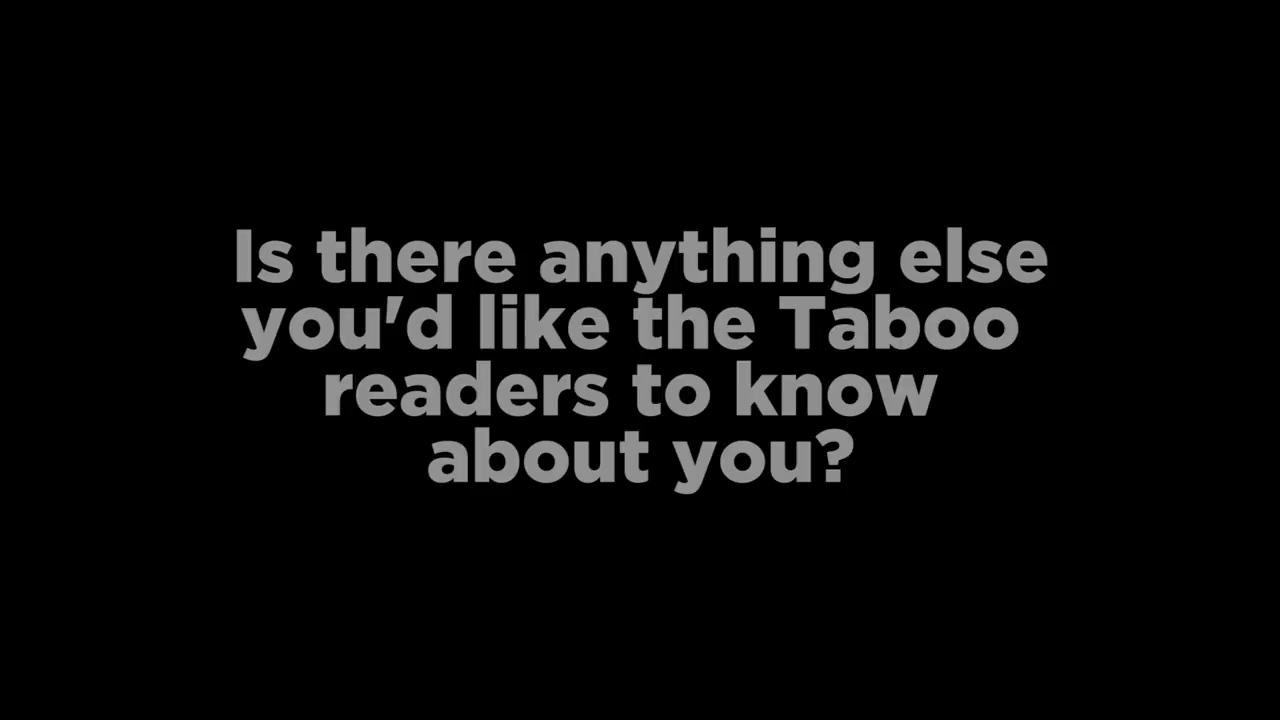 Is there anything else
you'd like the Taboo
readers to know
about you?